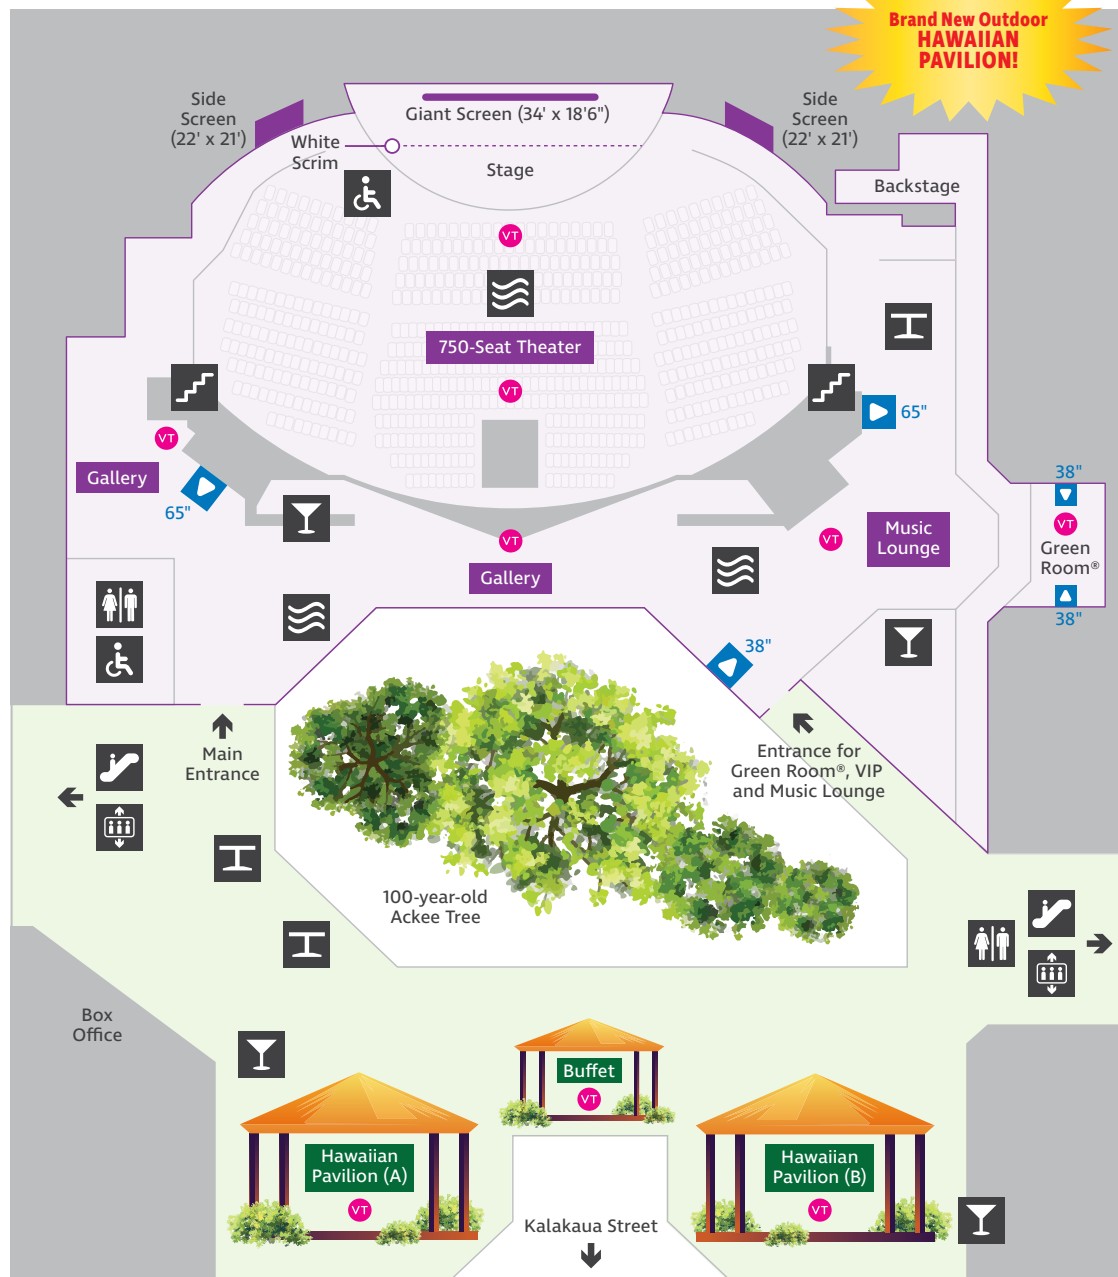 Brand New Outdoor
HAWAIIAN
PAVILION!
Side
Screen
(22' x 21')
Giant Screen (34' x 18'6")
Side
Screen
(22' x 21')
White
Scrim
Stage
Backstage
VT
750-Seat Theater
VT
65"
VT
Gallery
65"
38"
VT
Green
Room®
38"
Music
Lounge
VT
VT
Gallery
38"
Main
Entrance
Entrance for
Green Room®, VIP
and Music Lounge
100-year-old
Ackee Tree
Box
Office
Buffet
VT
Hawaiian
Pavilion (A)
VT
Hawaiian
Pavilion (B)
VT
Kalakaua Street